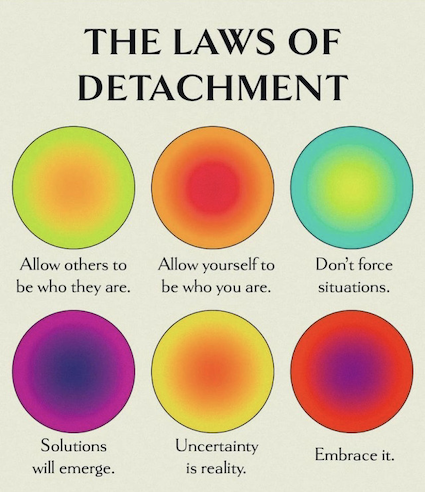 THE LAWS OF
DETACHMENT
Allow others to
be who they are.
Allow yourself to
be who you are.
Don't force
situations.
Solutions
will emerge.
Uncertainty
is reality.
Embrace it.